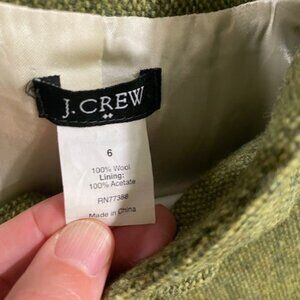 J.CREW
6
100% Wool
Lining:
100% Acetate
RN77388
Made in China